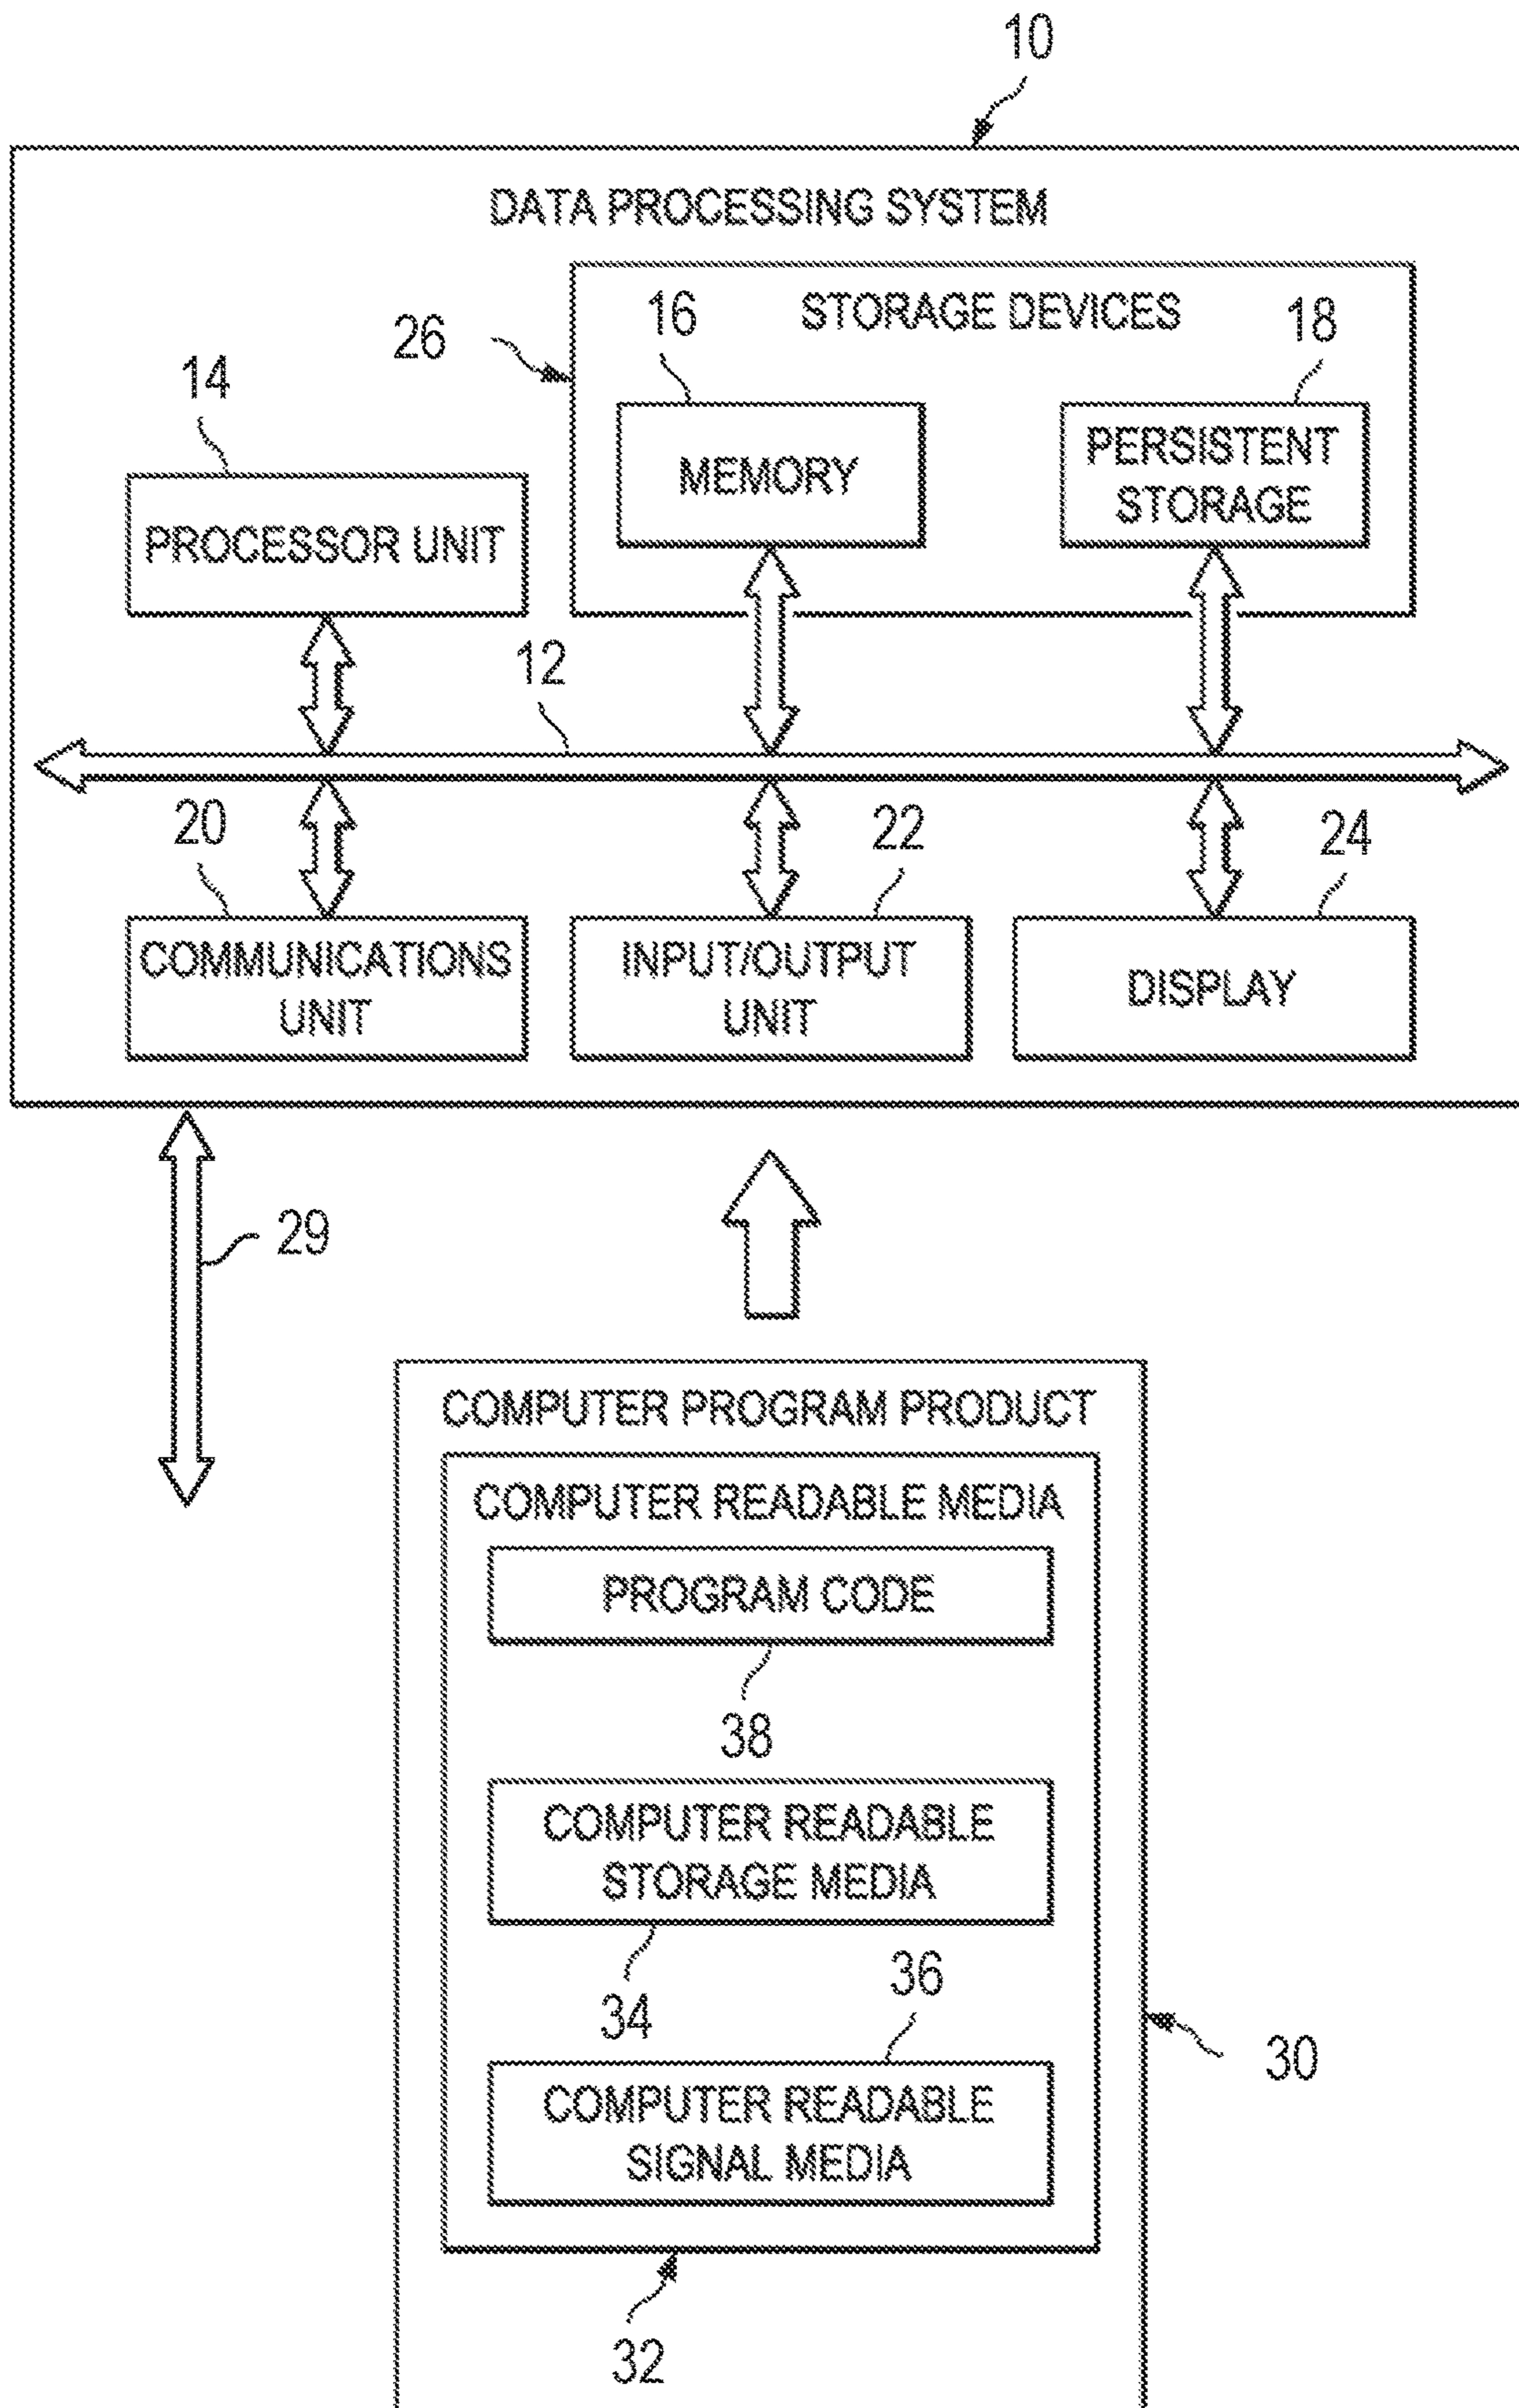 10
DATA PROCESSING SYSTEM
STORAGE DEVICES
16
18
26
14
MEMORY
PERSISTENT
STORAGE
PROCESSOR UNIT
12
20
22
24
COMMUNICATIONS
UNIT
INPUT/OUTPUT
UNIT
DISPLAY
29
COMPUTER PROGRAM PRODUCT
COMPUTER READABLE MEDIA
PROGRAM CODE
38
COMPUTER READABLE
STORAGE MEDIA
34
36
30
COMPUTER READABLE
SIGNAL MEDIA
32